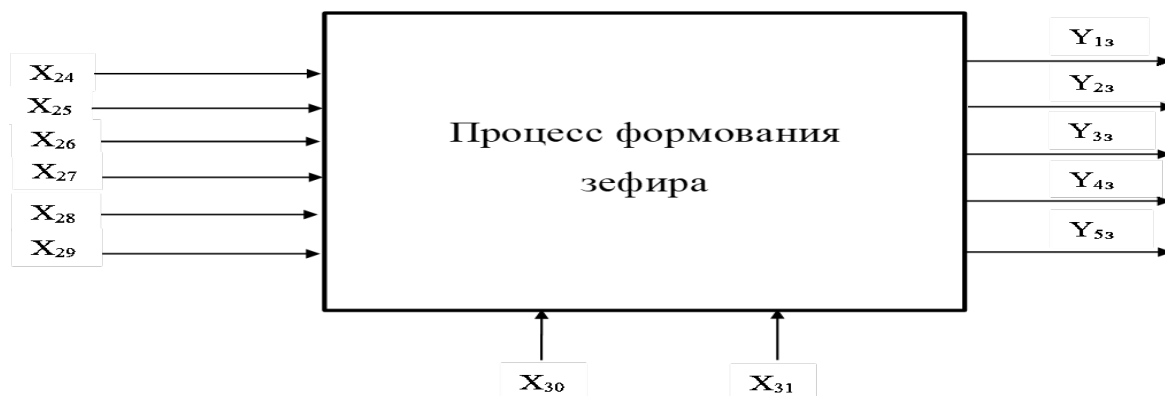 X24
X25
X26
X27
X28
X29
Процесс формования
зефира
Y1з
Y2з
Y3з
Y4з
Y5з
X30
X31